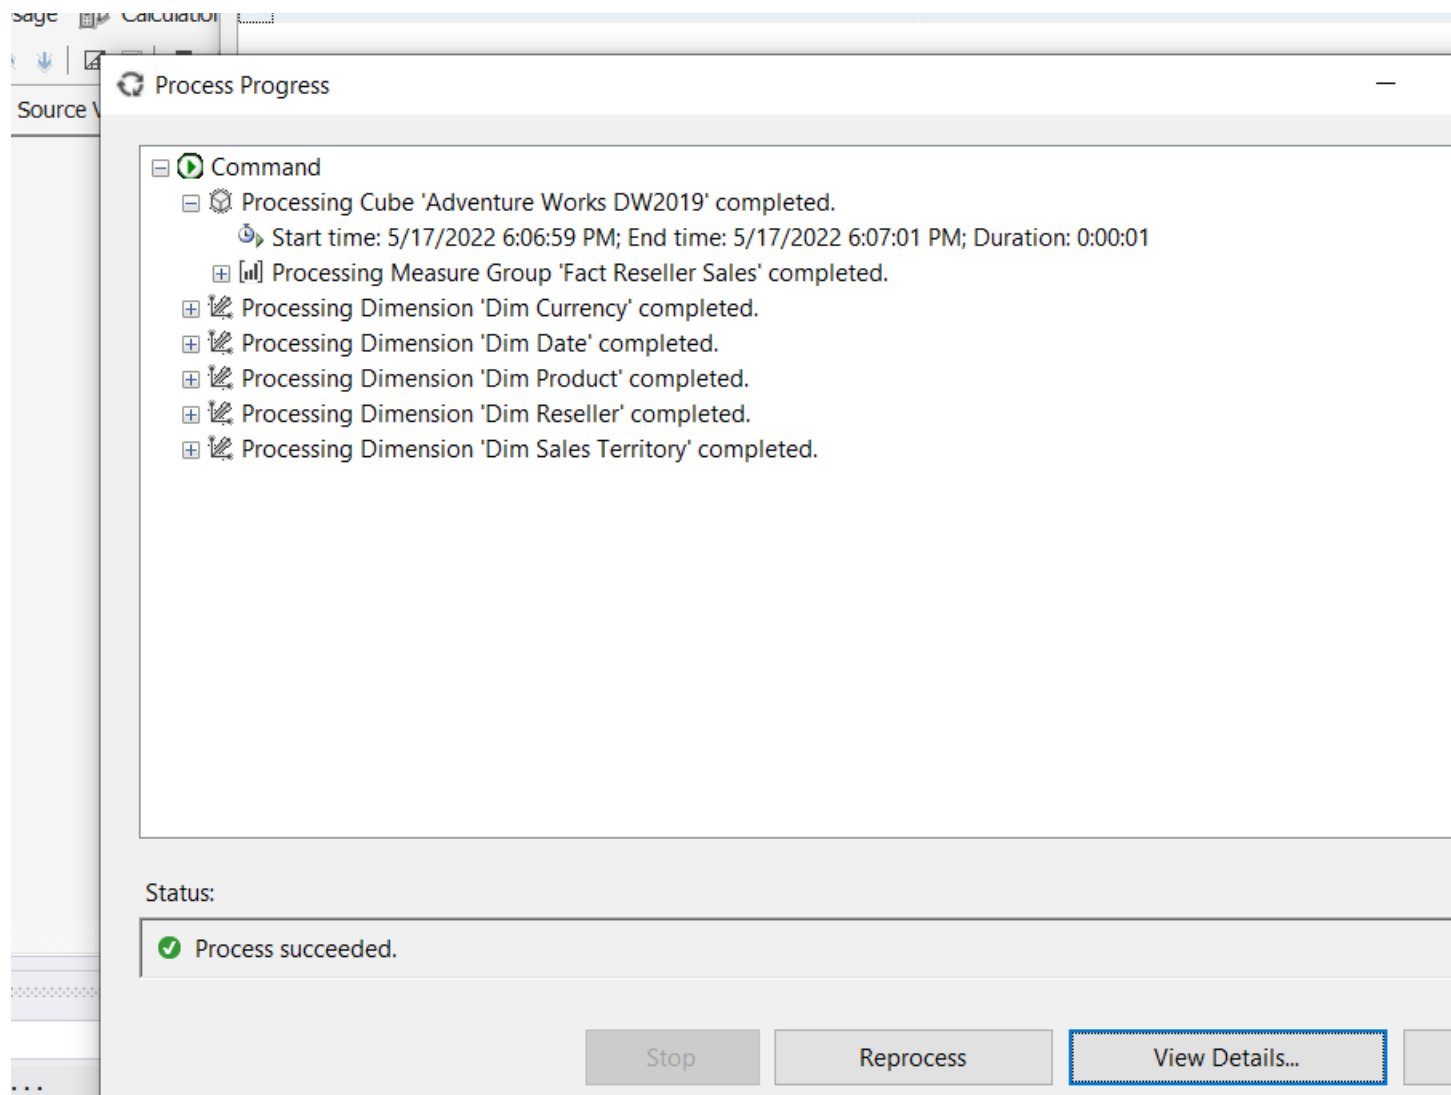 sage Calculation
Source V
Process Progress
Command
Processing Cube 'Adventure Works DW2019' completed.
Start time: 5/17/2022 6:06:59 PM; End time: 5/17/2022 6:07:01 PM; Duration: 0:00:01
Processing Measure Group 'Fact Reseller Sales' completed.
Processing Dimension 'Dim Currency' completed.
Processing Dimension 'Dim Date' completed.
Processing Dimension 'Dim Product' completed.
Processing Dimension 'Dim Reseller' completed.
Processing Dimension 'Dim Sales Territory' completed.
Status:
Process succeeded.
Stop Reprocess View Details...
...